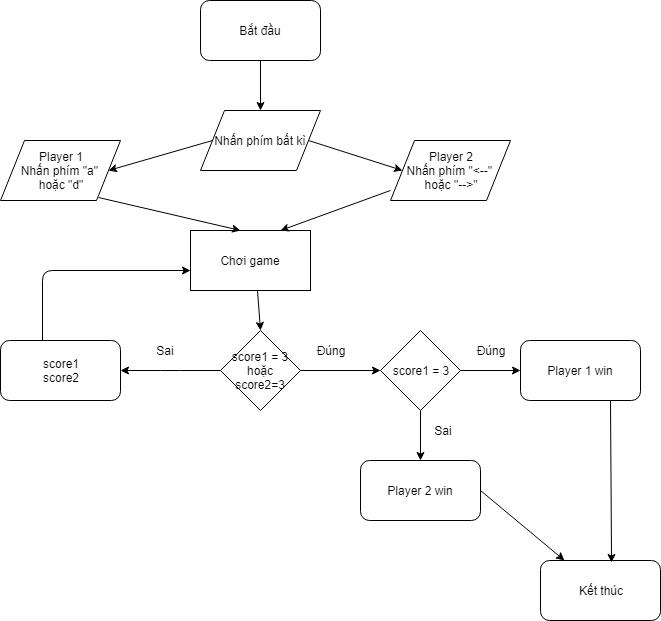 Bắt đầu
Nhấn phím bất kì
Player 1
Nhấn phím "a"
hoặc "d"
Player 2
Nhấn phím "<--"
hoặc "-->"
Chơi game
score1
score2
Sai
score1 = 3
hoặc
score2=3
Đúng
score1 = 3
Đúng
Player 1 win
Sai
Player 2 win
Kết thúc